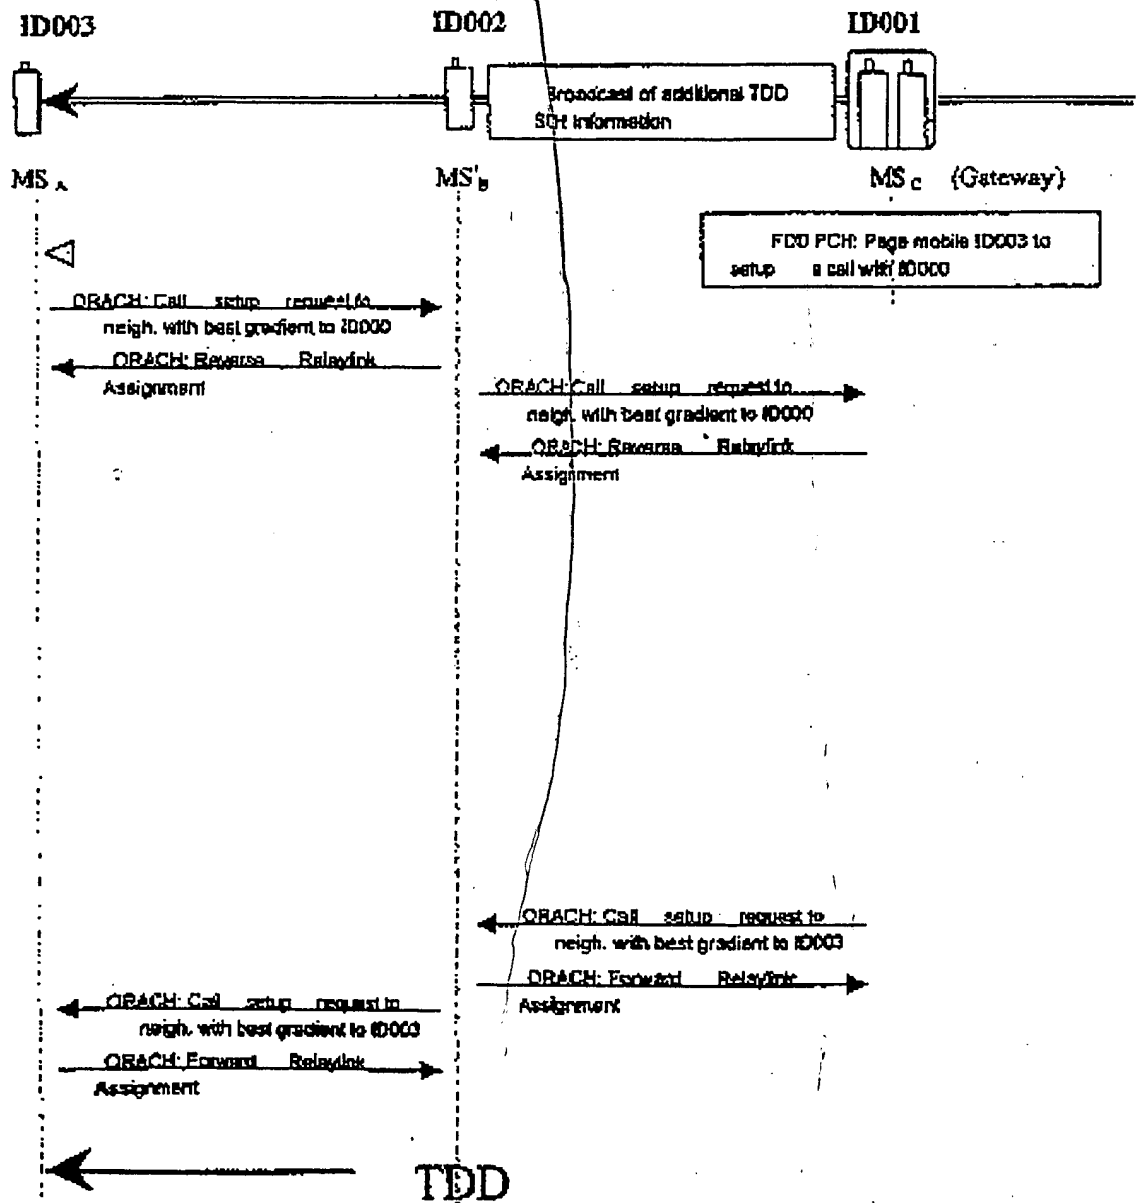 ID003 ID002 ID001
Broadcast of additional TDD
SCH Information
MS A MS'B MS C (Gateway)
FDD PCH: Page mobile ID003 to
setup a call with ID000
ORACH: Call setup request to
neigh. with best gradient to ID000
ORACH: Reverse Relaylink
Assignment
ORACH: Call setup request to
neigh. with best gradient to ID000
ORACH: Reverse Relaylink
Assignment
ORACH: Call setup request to
neigh. with best gradient to ID003
ORACH: Forward Relaylink
Assignment
ORACH: Call setup request to
neigh. with best gradient to ID003
ORACH: Forward Relaylink
Assignment
TDD